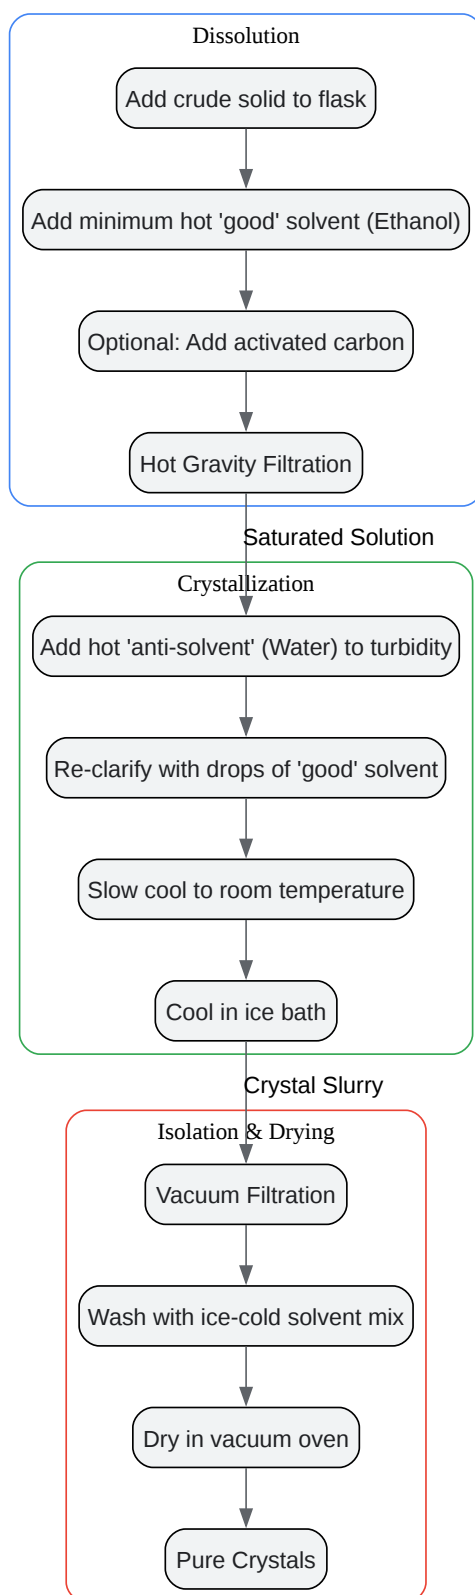 Dissolution
Add crude solid to flask
Add minimum hot 'good' solvent (Ethanol)
Optional: Add activated carbon
Hot Gravity Filtration
Saturated Solution
Crystallization
Add hot 'anti-solvent' (Water) to turbidity
Re-clarify with drops of 'good' solvent
Slow cool to room temperature
Cool in ice bath
Crystal Slurry
Isolation & Drying
Vacuum Filtration
Wash with ice-cold solvent mix
Dry in vacuum oven
Pure Crystals